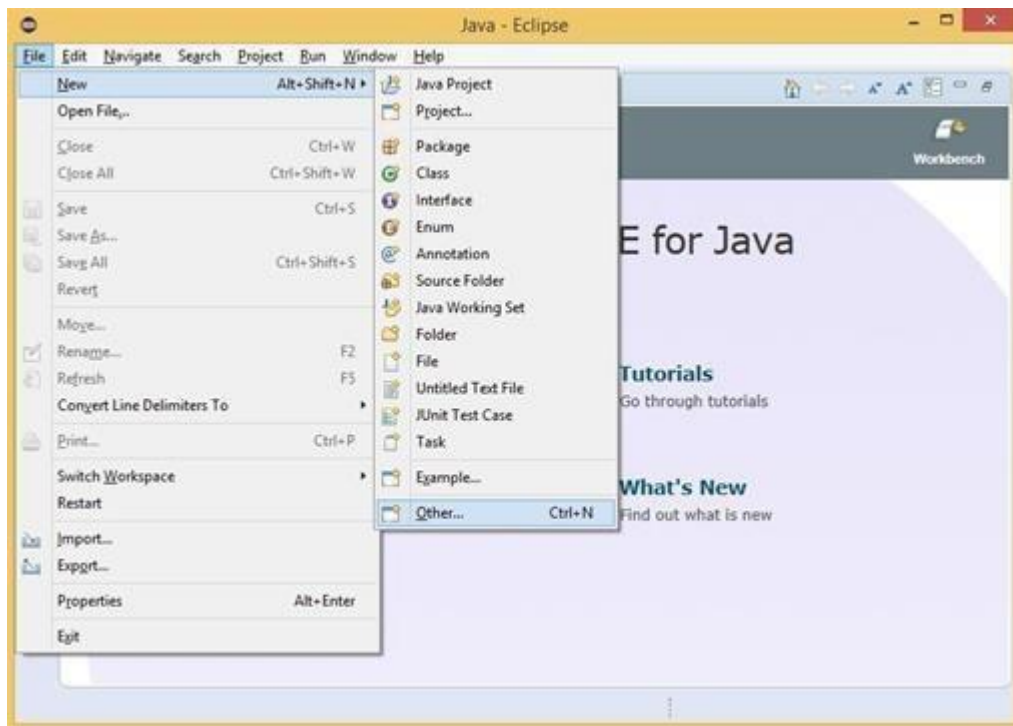 Java - Eclipse
File Edit Navigate Search Project Run Window Help
New Alt+Shift+N
Open File...
Close Ctrl+W
Close All Ctrl+Shift+W
Save Ctrl+S
Save As...
Save All Ctrl+Shift+S
Revert
Move...
Rename... F2
Refresh F5
Convert Line Delimiters To
Print... Ctrl+P
Switch Workspace
Restart
Import...
Export...
Properties Alt+Enter
Exit
Java Project
Project...
Package
Class
Interface
Enum
Annotation
Source Folder
Java Working Set
Folder
File
Untitled Text File
JUnit Test Case
Task
Example...
Other... Ctrl+N
Workbench
E for Java
Tutorials
Go through tutorials
What's New
Find out what is new